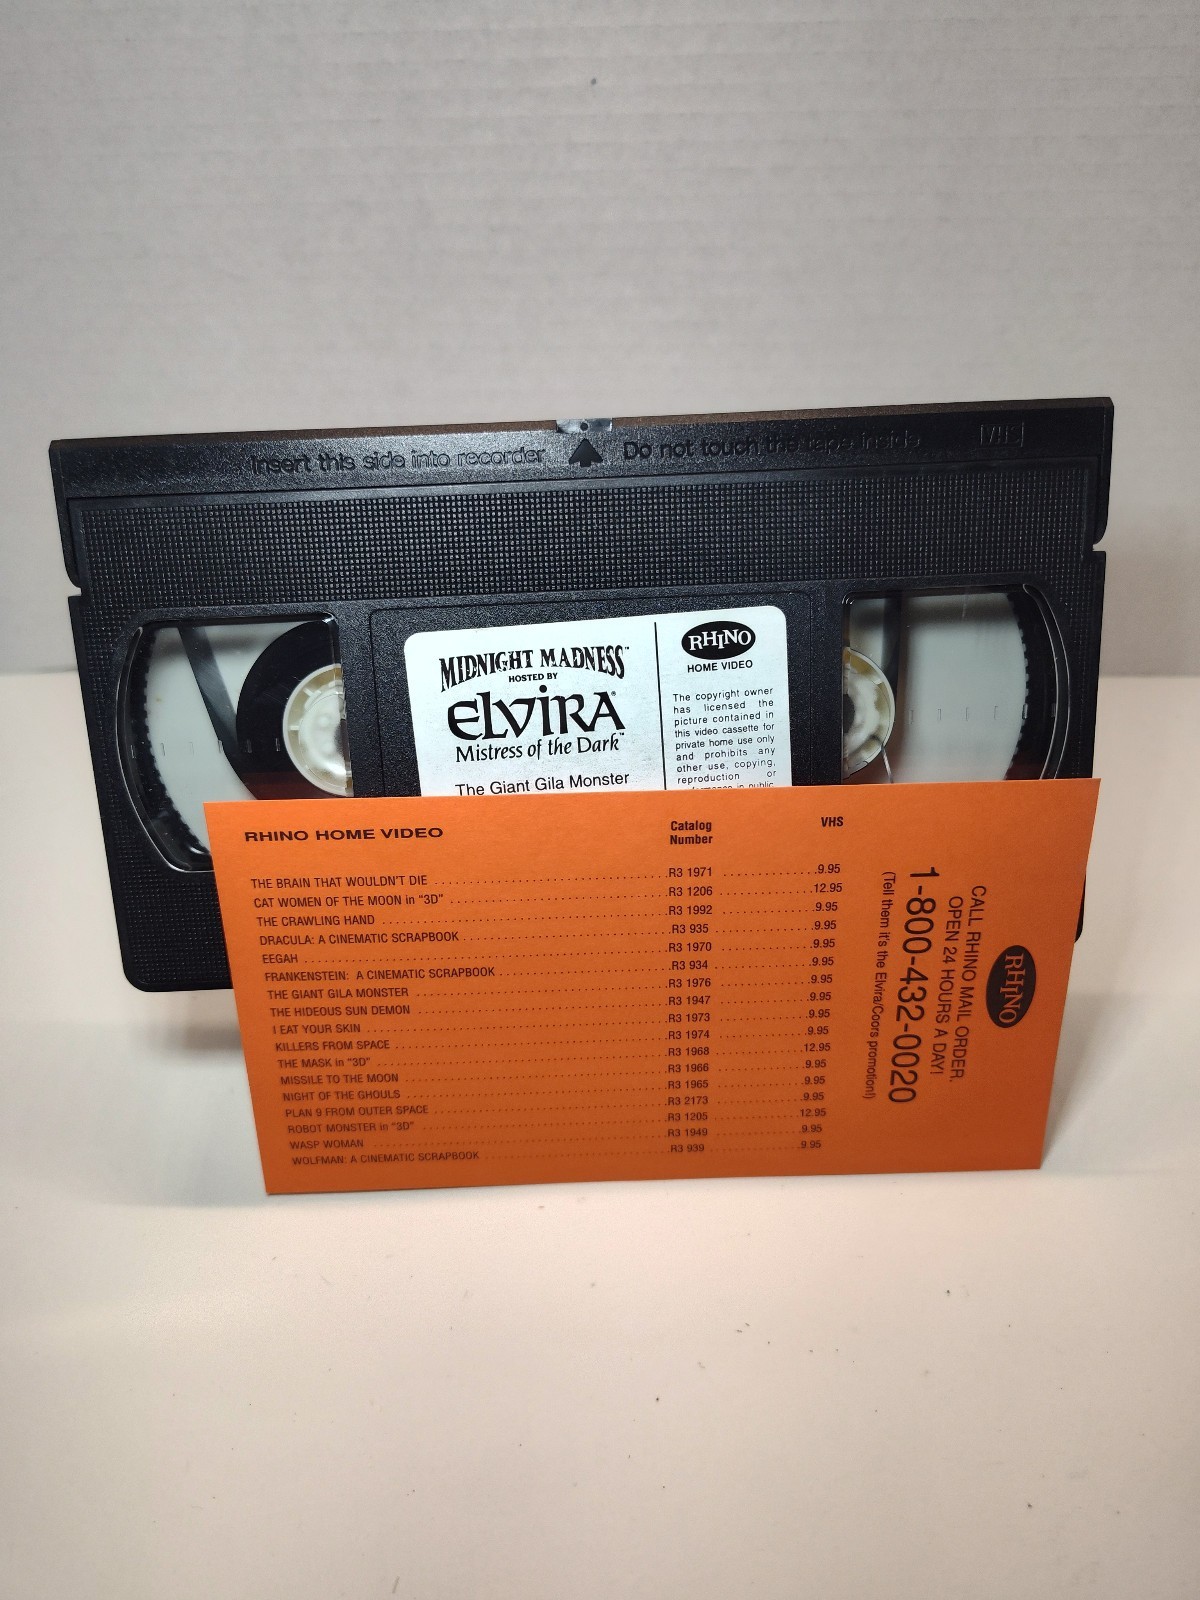 Insert this side into recorder
Do not touch the tape inside
VHS
MIDNIGHT MADNESS™
HOSTED BY
ELVIRA®
Mistress of the Dark™
The Giant Gila Monster
RHINO
HOME VIDEO
The copyright owner
has licensed the
picture contained in
this video cassette for
private home use only
and prohibits any
other use, copying,
reproduction or
performance in public
RHINO HOME VIDEO
Catalog
Number
VHS
THE BRAIN THAT WOULDN'T DIE R3 1971 9.95
CAT WOMEN OF THE MOON in "3D" R3 1206 12.95
THE CRAWLING HAND R3 1992 9.95
DRACULA: A CINEMATIC SCRAPBOOK R3 935 9.95
EEGAH R3 1970 9.95
FRANKENSTEIN: A CINEMATIC SCRAPBOOK R3 934 9.95
THE GIANT GILA MONSTER R3 1976 9.95
THE HIDEOUS SUN DEMON R3 1947 9.95
I EAT YOUR SKIN R3 1973 9.95
KILLERS FROM SPACE R3 1974 9.95
THE MASK in "3D" R3 1968 12.95
MISSILE TO THE MOON R3 1966 9.95
NIGHT OF THE GHOULS R3 1965 9.95
PLAN 9 FROM OUTER SPACE R3 2173 9.95
ROBOT MONSTER in "3D" R3 1205 12.95
WASP WOMAN R3 1949 9.95
WOLFMAN: A CINEMATIC SCRAPBOOK R3 939 9.95
RHINO
CALL RHINO MAIL ORDER,
OPEN 24 HOURS A DAY!
1-800-432-0020
(Tell them it's the Elvira/Coors promotion!)